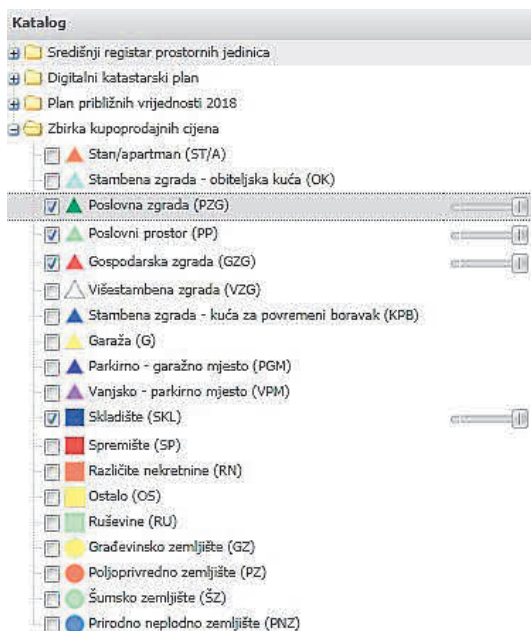 Katalog
Središnji registar prostornih jedinica
Digitalni katastarski plan
Plan približnih vrijednosti 2018
Zbirka kupoprodajnih cijena
Stan/apartman (ST/A)
Stambena zgrada - obiteljska kuća (OK)
Poslovna zgrada (PZG)
Poslovni prostor (PP)
Gospodarska zgrada (GZG)
Višestambena zgrada (VZG)
Stambena zgrada - kuća za povremeni boravak (KPB)
Garaža (G)
Parkirno - garažno mjesto (PGM)
Vanjsko - parkirno mjesto (VPM)
Skladište (SKL)
Spremište (SP)
Različite nekretnine (RN)
Ostalo (OS)
Ruševine (RU)
Građevinsko zemljište (GZ)
Poljoprivredno zemljište (PZ)
Šumsko zemljište (ŠZ)
Prirodno neplodno zemljište (PNZ)